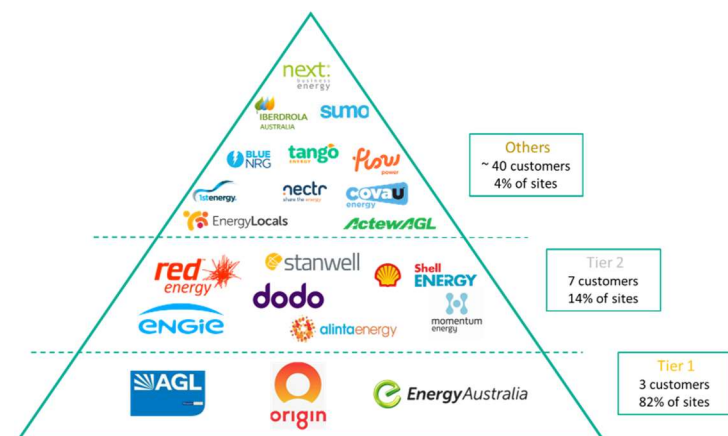 next:
business
energy
IBERDROLA
AUSTRALIA
sumo
BLUE
NRG
tango
ENERGY
flow
power
1stenergy
nectr
share the energy
covaU
energy
EnergyLocals
ActewAGL
Others
~ 40 customers
4% of sites
red
energy
stanwell
Shell
ENERGY
dodo
ENGIE
alintaenergy
momentum
energy
Tier 2
7 customers
14% of sites
AGL
origin
EnergyAustralia
Tier 1
3 customers
82% of sites